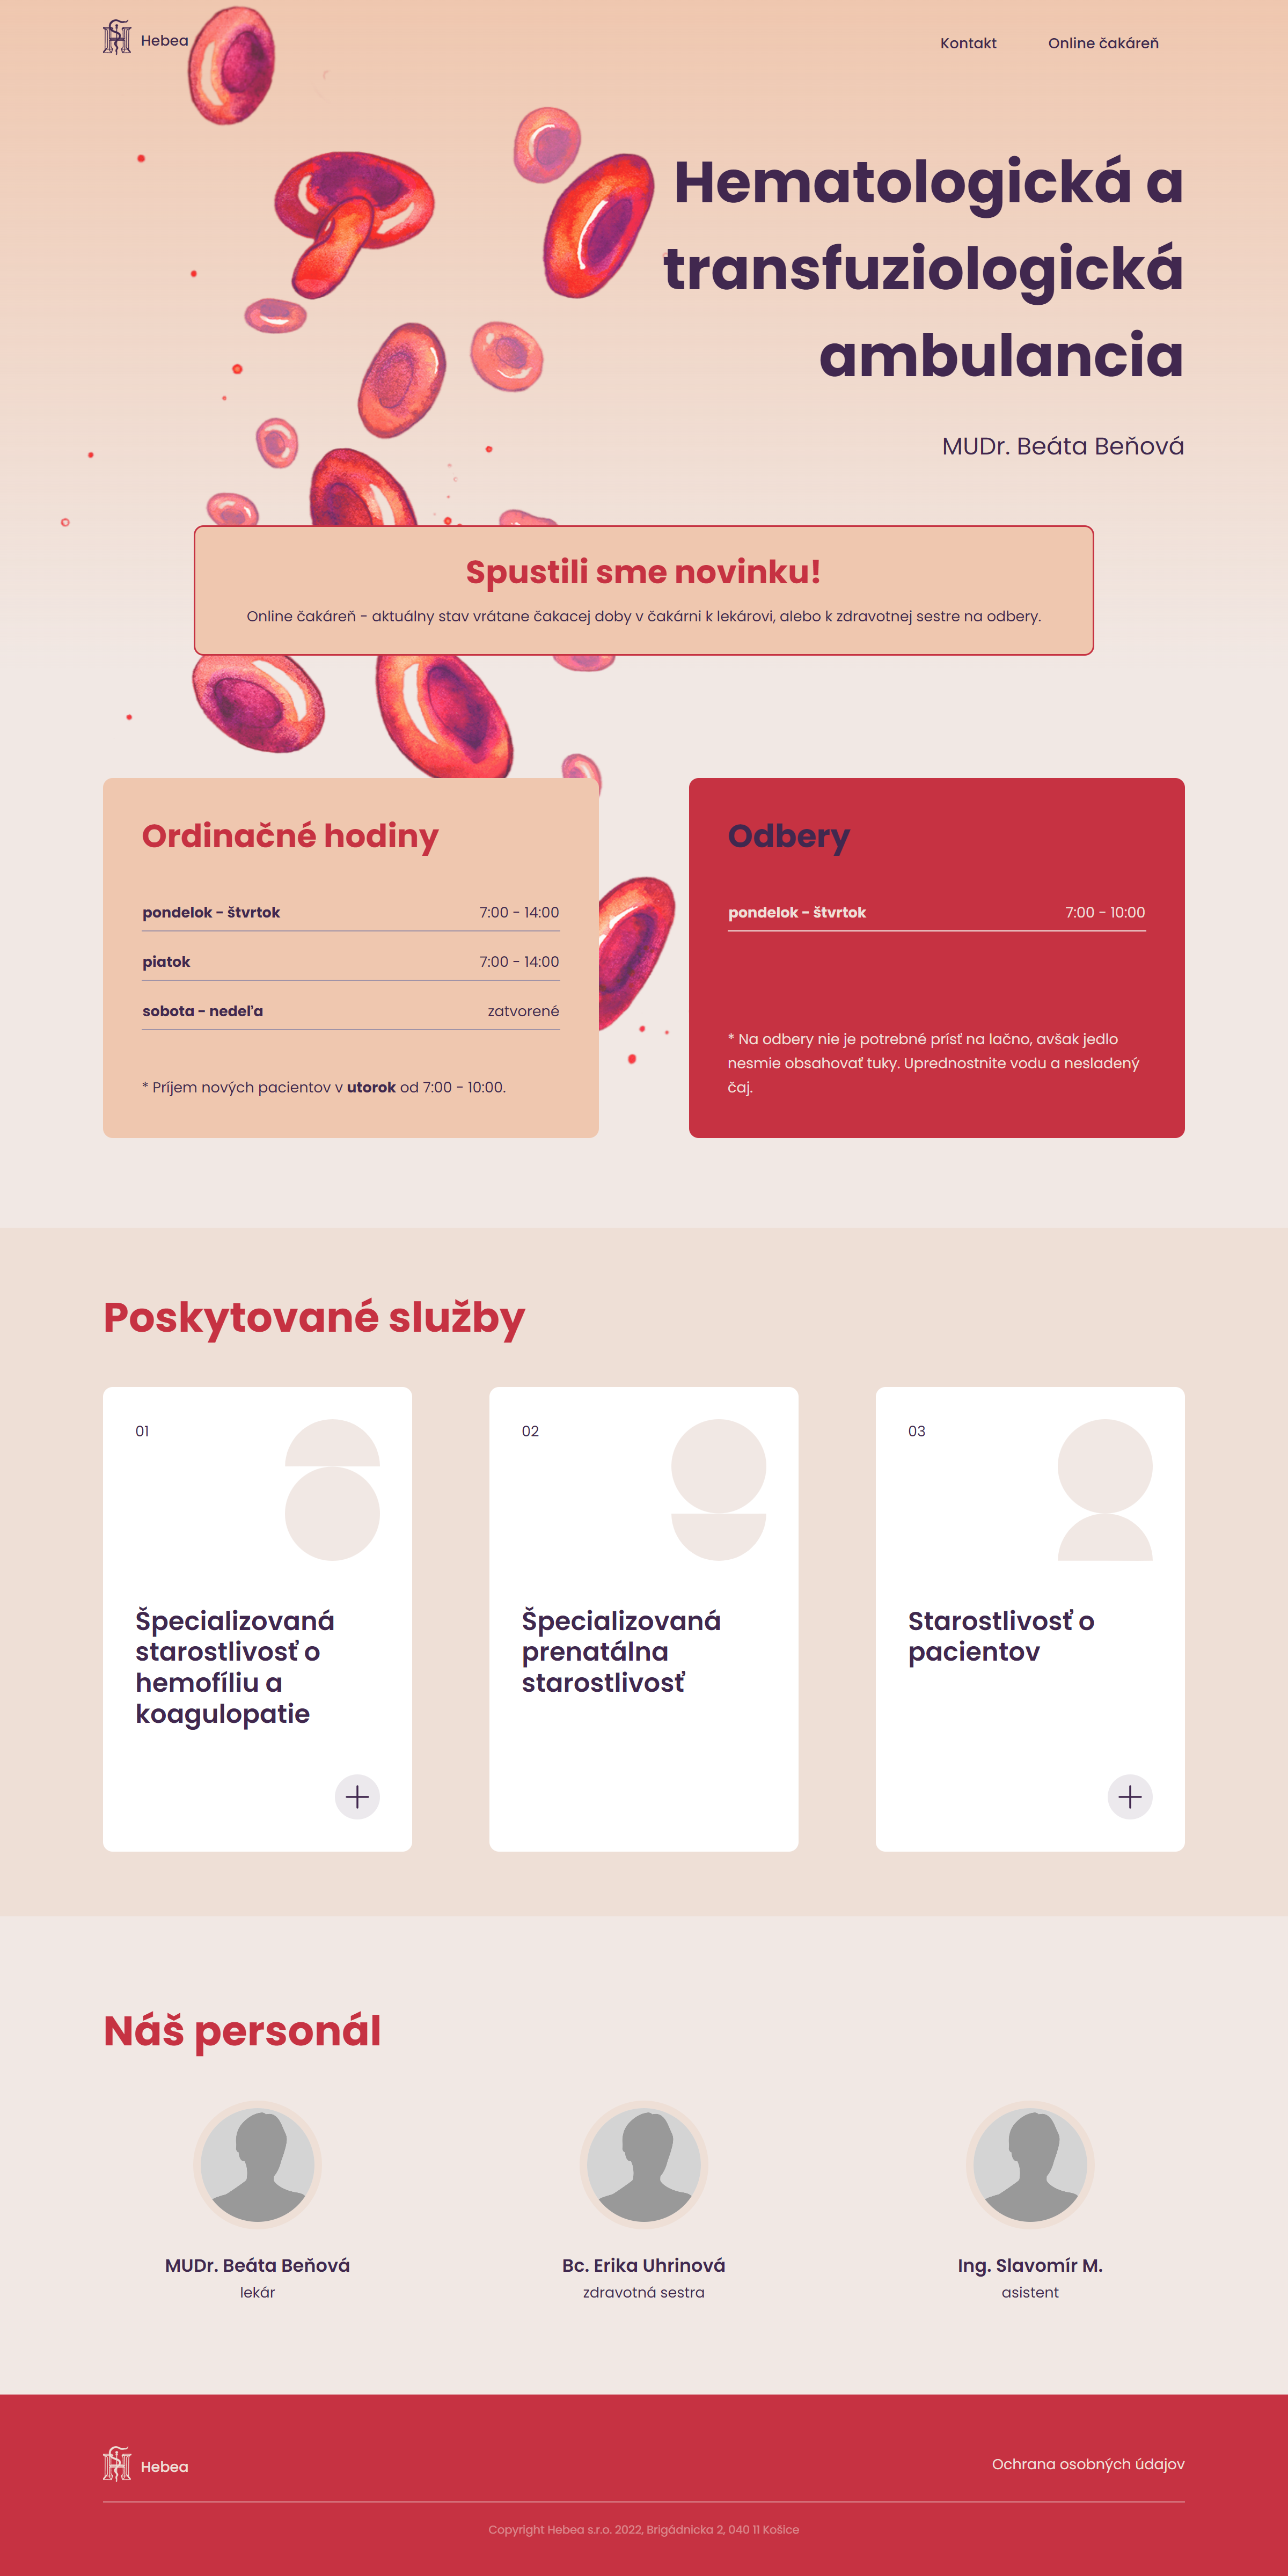 Hebea
Kontakt
Online čakáreň
Hematologická a
transfuziologická
ambulancia
MUDr. Beáta Beňová
Spustili sme novinku!
Online čakáreň - aktuálny stav vrátane čakacej doby v čakárni k lekárovi, alebo k zdravotnej sestre na odbery.
Ordinačné hodiny
pondelok - štvrtok 7:00 - 14:00
piatok 7:00 - 14:00
sobota - nedeľa zatvorené
* Príjem nových pacientov v utorok od 7:00 - 10:00.
Odbery
pondelok - štvrtok 7:00 - 10:00
* Na odbery nie je potrebné prísť na lačno, avšak jedlo
nesmie obsahovať tuky. Uprednostnite vodu a nesladený
čaj.
Poskytované služby
01
Špecializovaná
starostlivosť o
hemofíliu a
koagulopatie
02
Špecializovaná
prenatálna
starostlivosť
03
Starostlivosť o
pacientov
Náš personál
MUDr. Beáta Beňová
lekár
Bc. Erika Uhrinová
zdravotná sestra
Ing. Slavomír M.
asistent
Hebea
Ochrana osobných údajov
Copyright Hebea s.r.o. 2022, Brigádnicka 2, 040 11 Košice